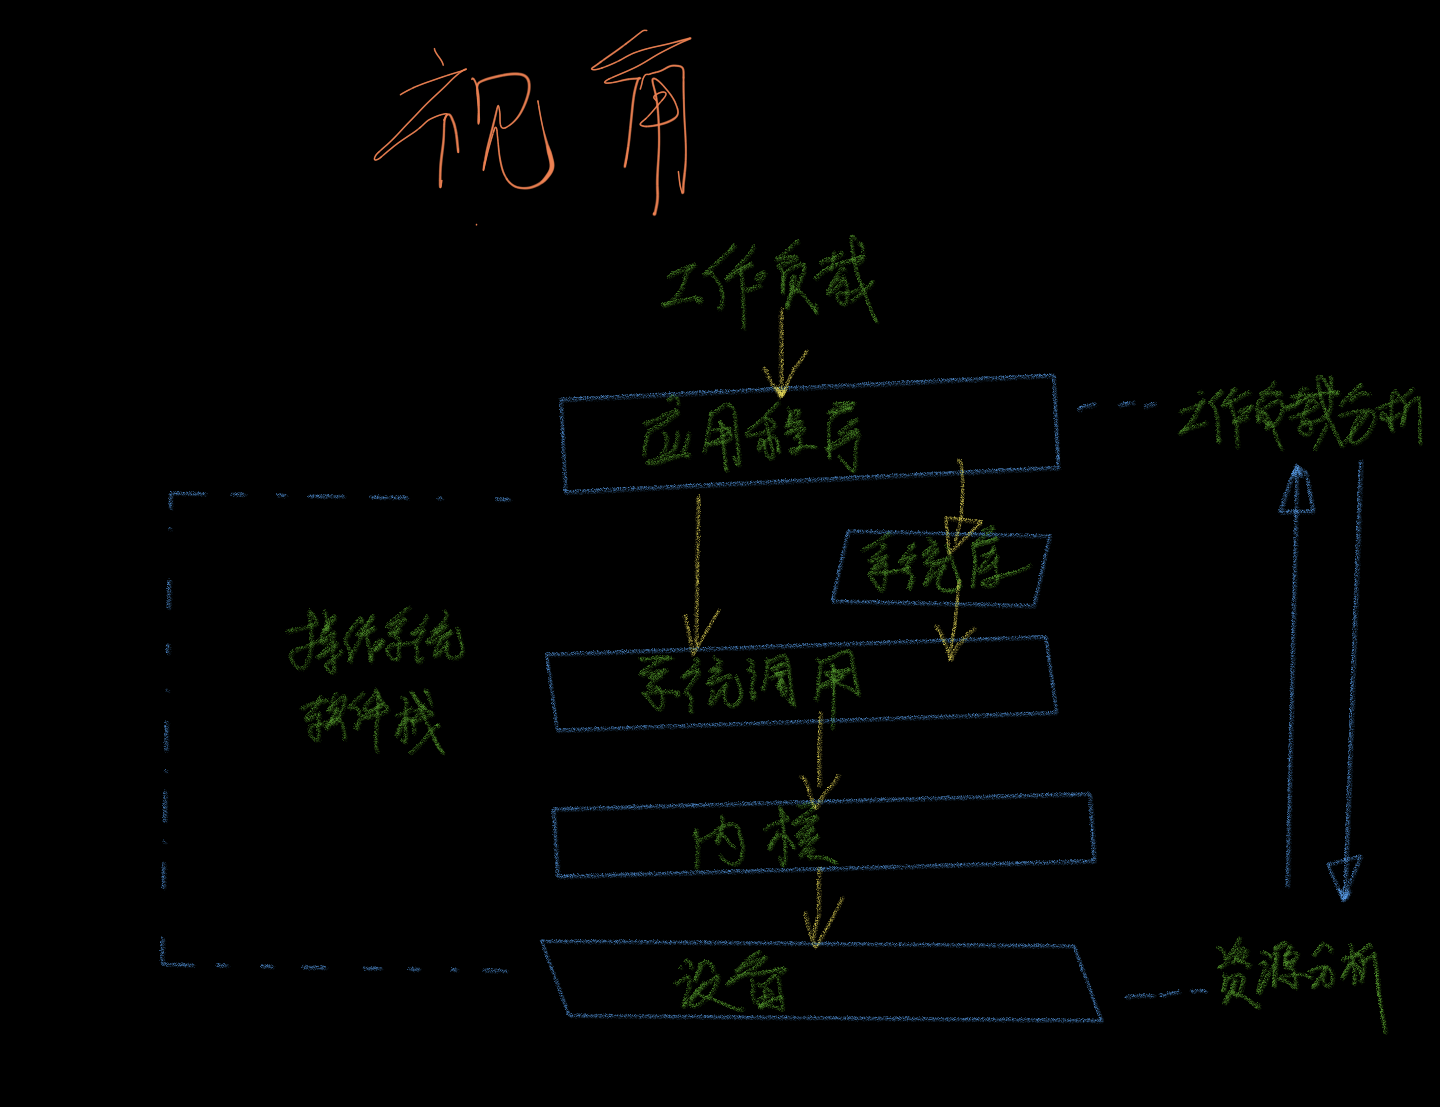 视角
工作负载
应用程序
工作负载分析
系统库
操作系统
软件栈
系统调用
内核
设备
资源分析